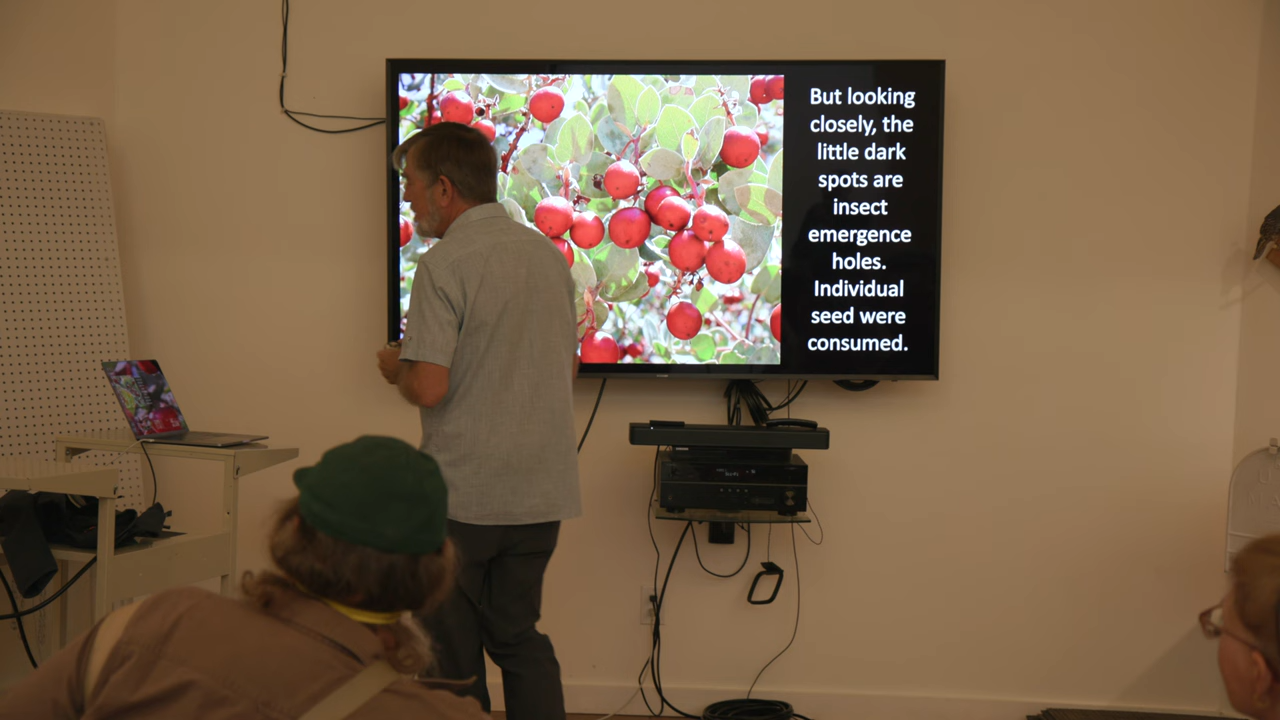 But looking
closely, the
little dark
spots are
insect
emergence
holes.
Individual
seed were
consumed.